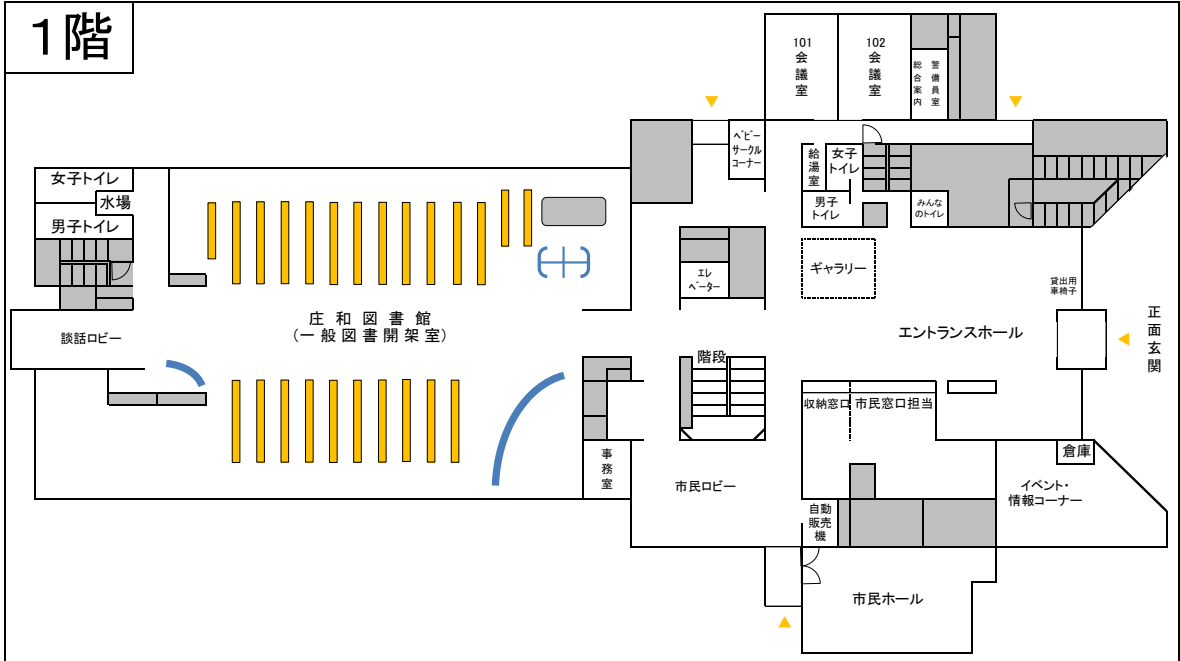 1階
101
会
議
室
102
会
議
室
総合案内
警備員室
ベビー
サークル
コーナー
給湯室
女子
トイレ
男子
トイレ
みんな
のトイレ
女子トイレ
水場
男子トイレ
エレ
ベーター
ギャラリー
貸出用
車椅子
正面玄関
庄和図書館
(一般図書開架室)
談話ロビー
エントランスホール
階段
収納窓口
市民窓口担当
事務室
市民ロビー
倉庫
イベント・
情報コーナー
自動
販売
機
市民ホール